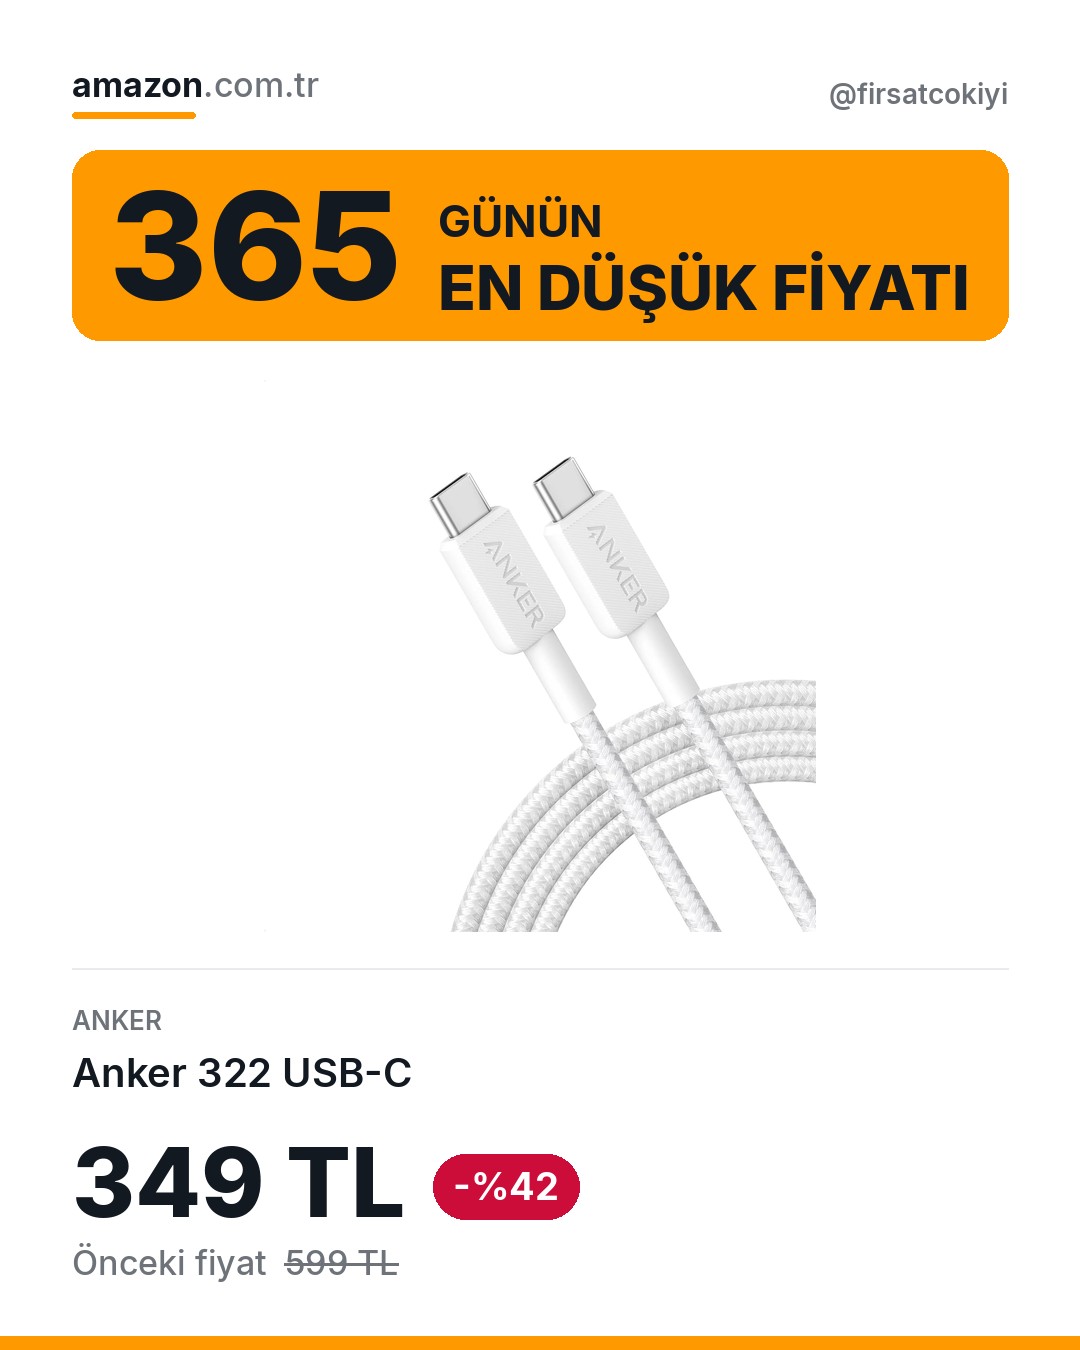 amazon.com.tr
@firsatcokiyi
365
GÜNÜN
EN DÜŞÜK FİYATI
ANKER
ANKER
ANKER
Anker 322 USB-C
349 TL
-%42
Önceki fiyat 599 TL